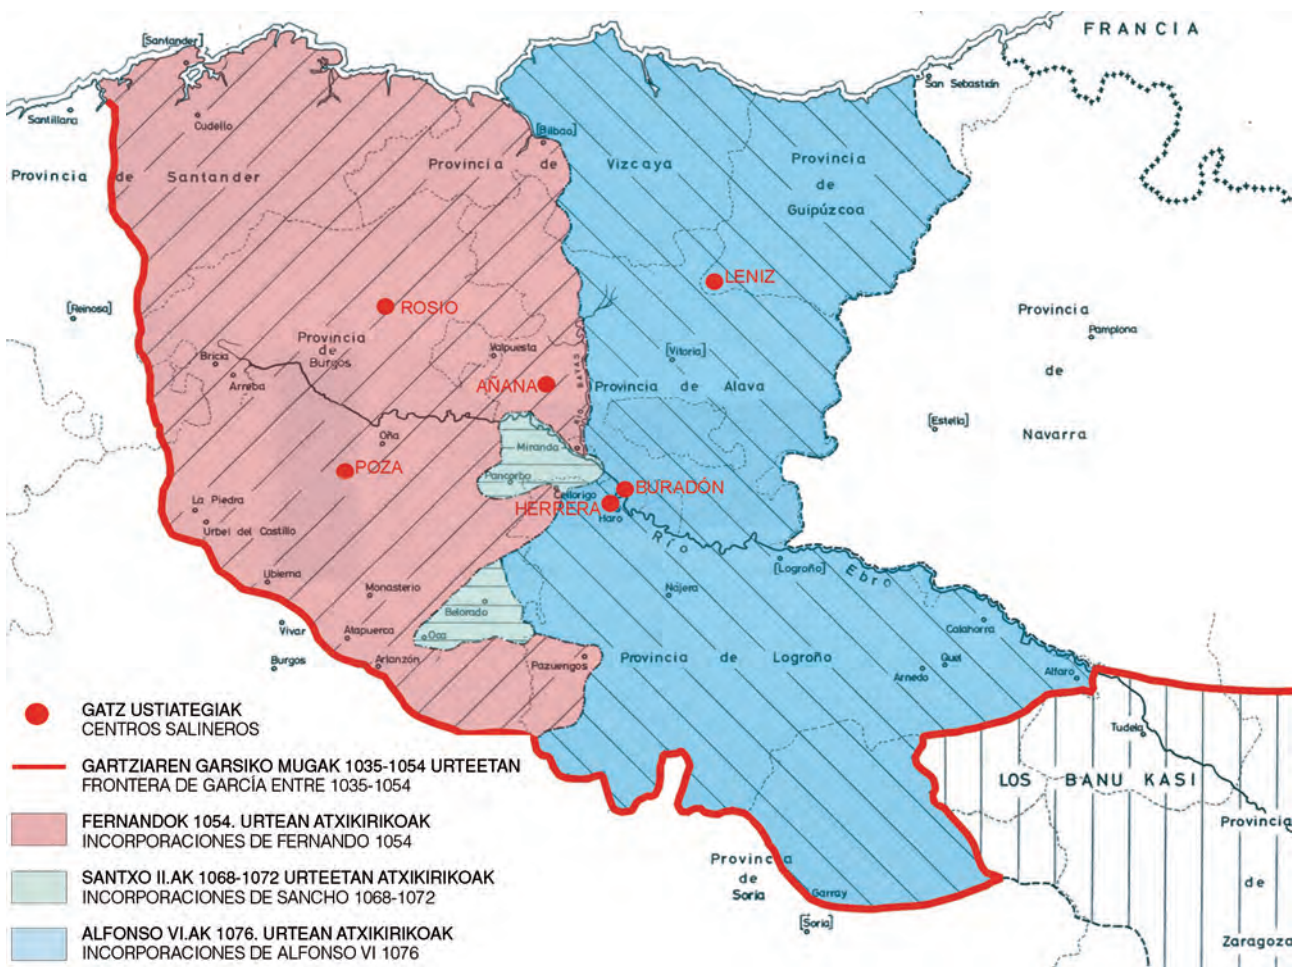 FRANCIA
[Santander]
San Sebastián
Santillana
Cudello
[Bilbao]
Provincia de Santander
Provincia de Vizcaya
Provincia
de
Guipúzcoa
LENIZ
[Reinosa]
ROSIO
Provincia
de
Burgos
Provincia
de
Navarra
Pamplona
Bricia
Arreba
Valpuesta
[Vitoria]
AÑANA
RIO BAYAS
Provincia de Alava
[Estella]
Oña
Miranda
POZA
Pancorbo
Cellorigo
BURADÓN
HERRERA
Haro
La Piedra
Urbel del Castillo
Río Ebro
[Logroño]
Ubierna
Monasterio
Nájera
Belorado
Calahorra
Vivar
Atapuerca
Oca
Burgos
Arlanzón
Pazuengos
Provincia de Logroño
Arnedo
Guel
Alfaro
Tudela
LOS BANU KASI
Provincia
de
Soria
Garray
[Soria]
Provincia
de
Zaragoza
GATZ USTIATEGIAK
CENTROS SALINEROS
GARTZIAREN GARSIKO MUGAK 1035-1054 URTEETAN
FRONTERA DE GARCÍA ENTRE 1035-1054
FERNANDOK 1054. URTEAN ATXIKIRIKOAK
INCORPORACIONES DE FERNANDO 1054
SANTXO II.AK 1068-1072 URTEETAN ATXIKIRIKOAK
INCORPORACIONES DE SANCHO 1068-1072
ALFONSO VI.AK 1076. URTEAN ATXIKIRIKOAK
INCORPORACIONES DE ALFONSO VI 1076